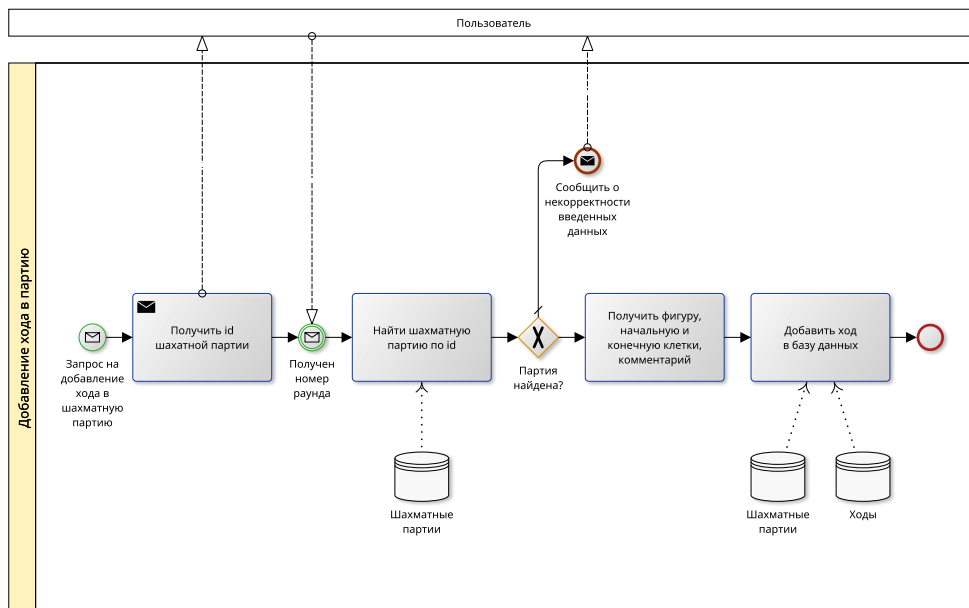 Пользователь
Добавление хода в партию
Сообщить о
некорректности
введенных
данных
Получить id
шахатной партии
Найти шахматную
партию по id
Получить фигуру,
начальную и
конечную клетки,
комментарий
Добавить ход
в базу данных
Запрос на
добавление
хода в
шахматную
партию
Получен
номер
раунда
Партия
найдена?
Шахматные
партии
Шахматные
партии
Ходы